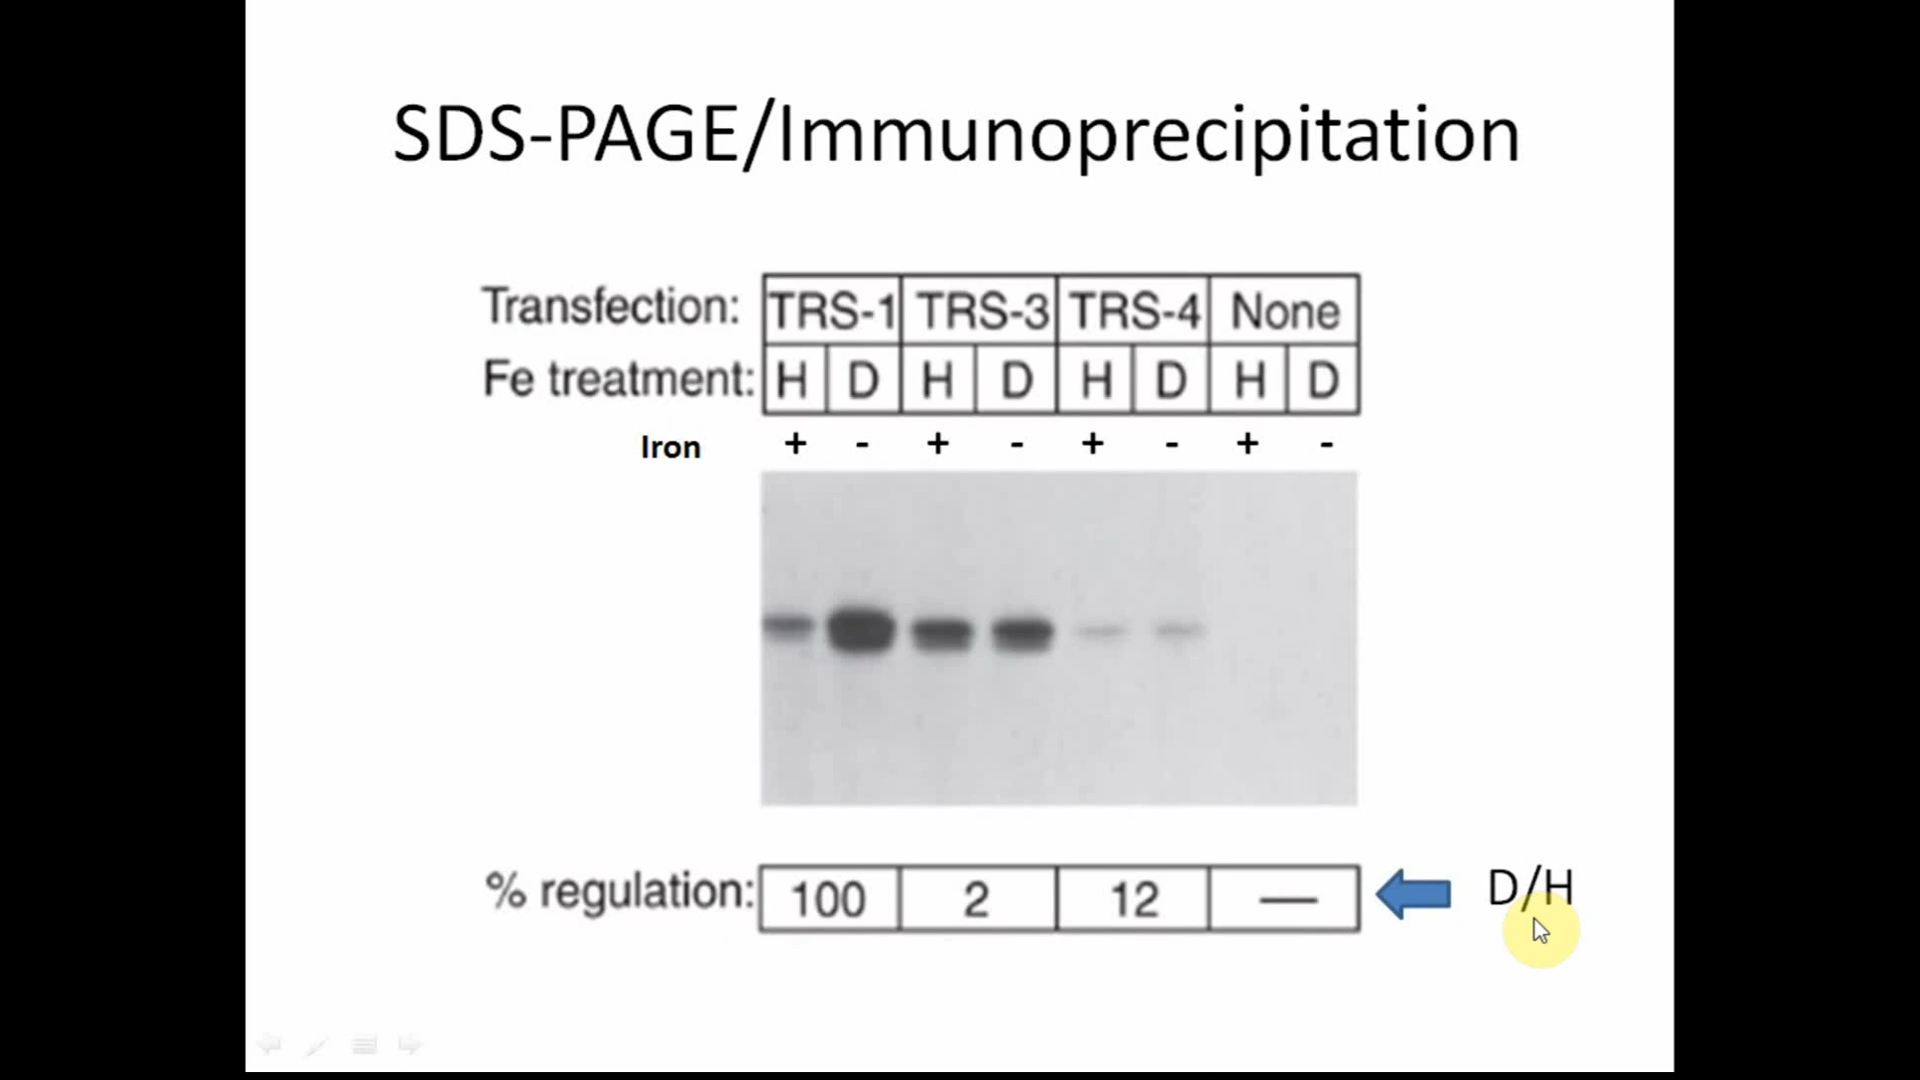 SDS-PAGE/Immunoprecipitation
Transfection: TRS-1 TRS-3 TRS-4 None
Fe treatment: H D H D H D H D
Iron + - + - + - + -
% regulation: 100 2 12 — D/H